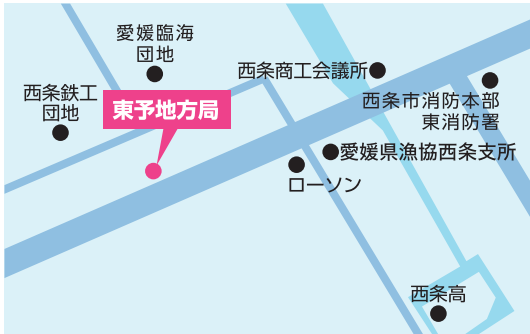 愛媛臨海
団地
西条商工会議所
西条鉄工
団地
東予地方局
西条市消防本部
東消防署
愛媛県漁協西条支所
ローソン
西条高